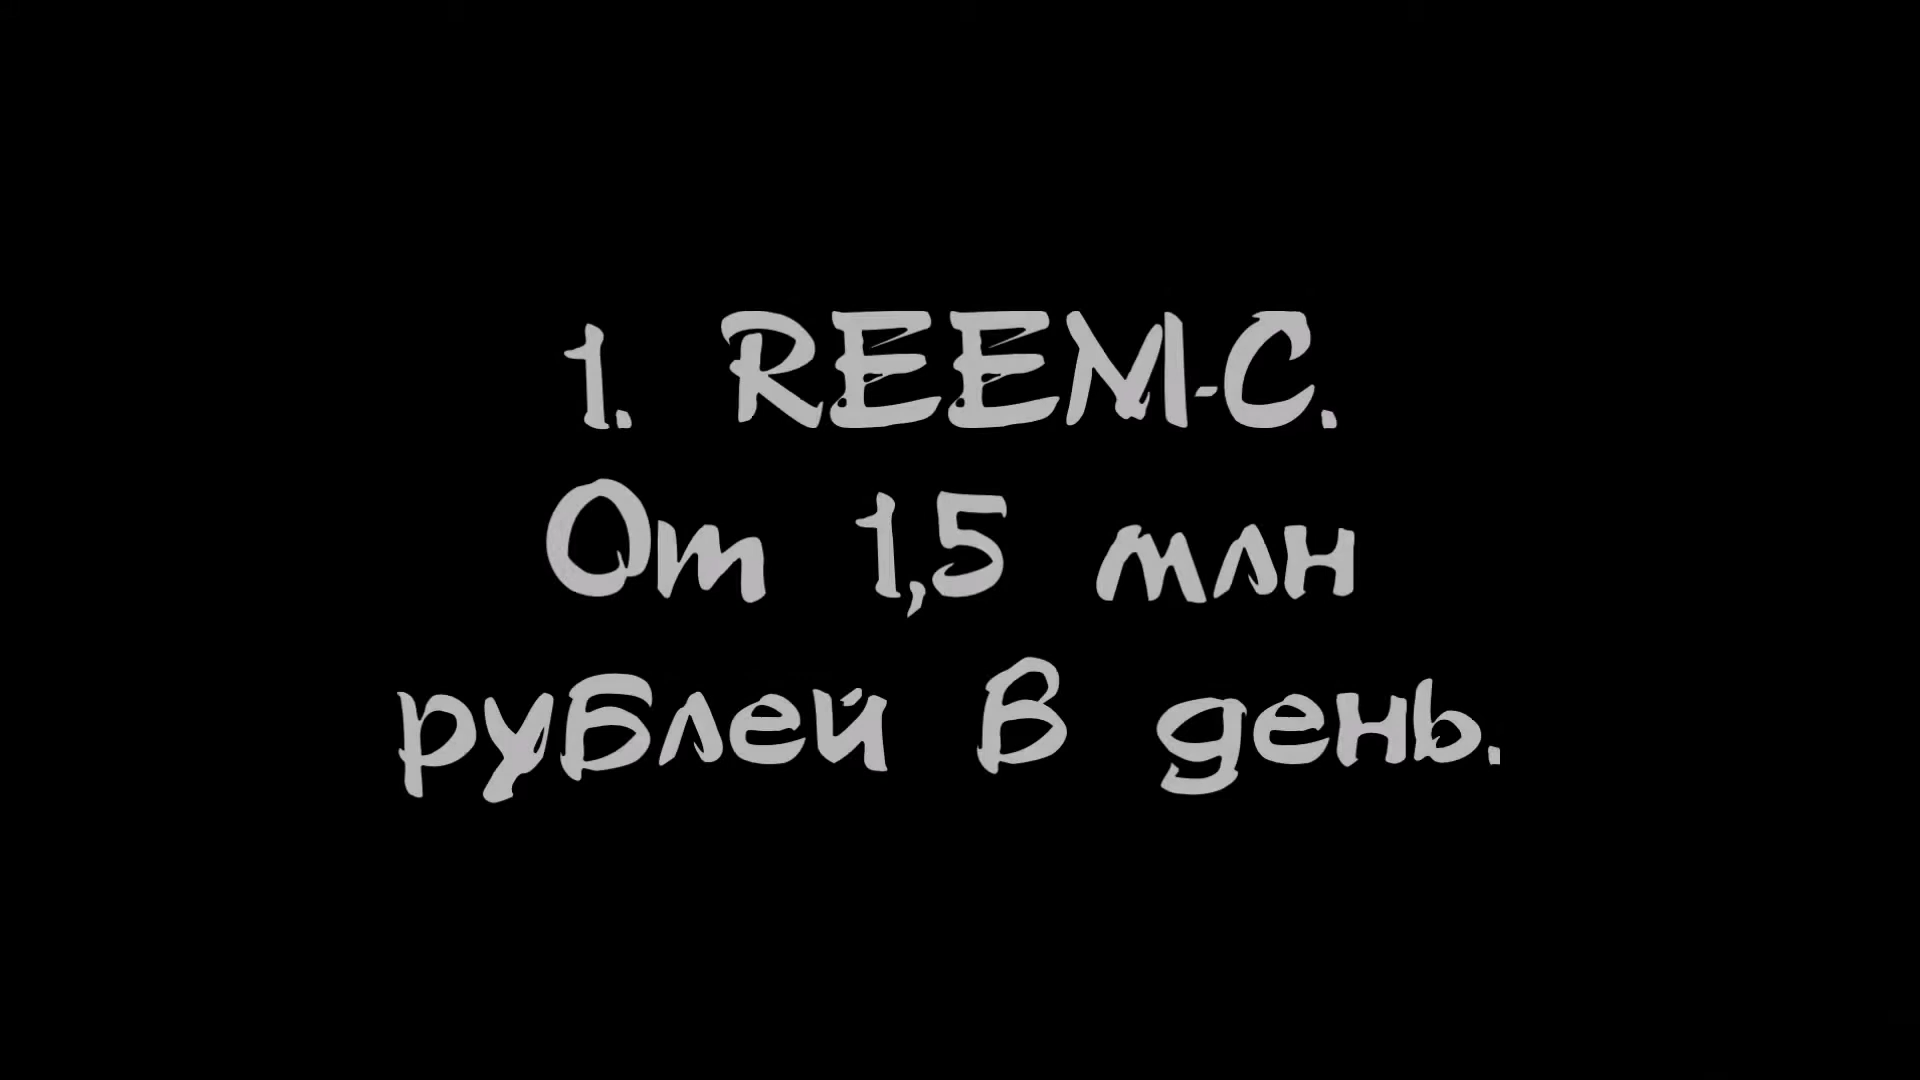 1. REEM-C.
От 1,5 млн
рублей в день.